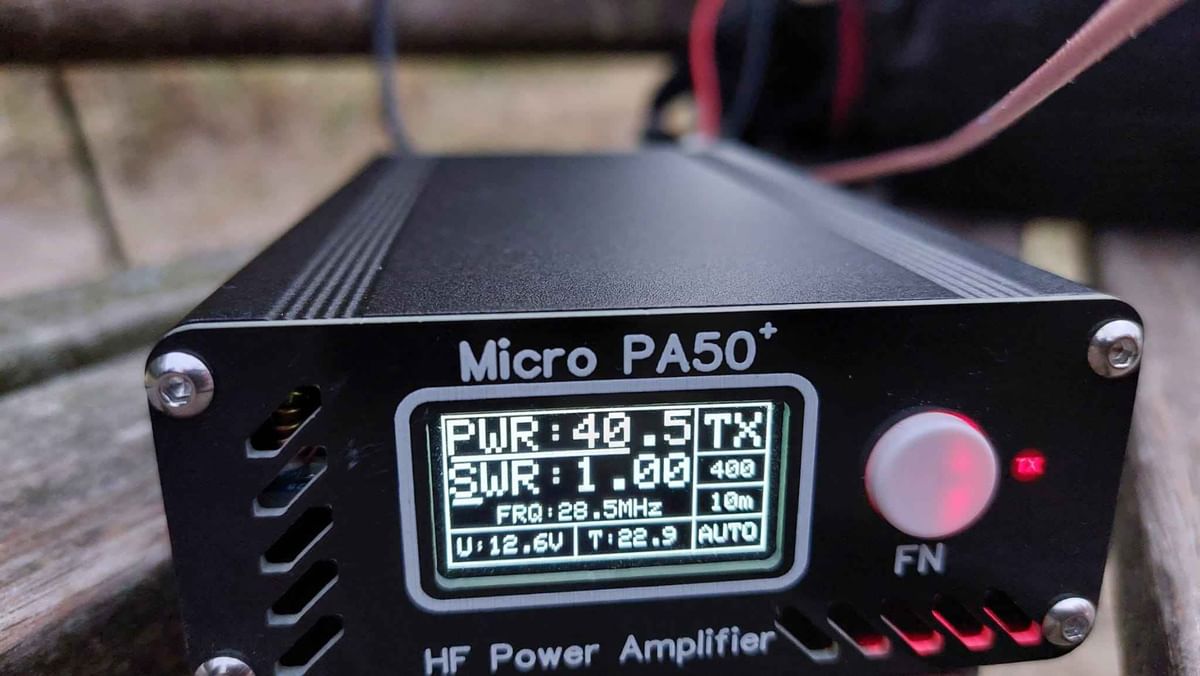 Micro PA50+
PWR:40.5
TX
SWR:1.00
400
FRQ:28.5MHz
10m
U:12.6V
T:22.9
AUTO
TX
FN
HF Power Amplifier